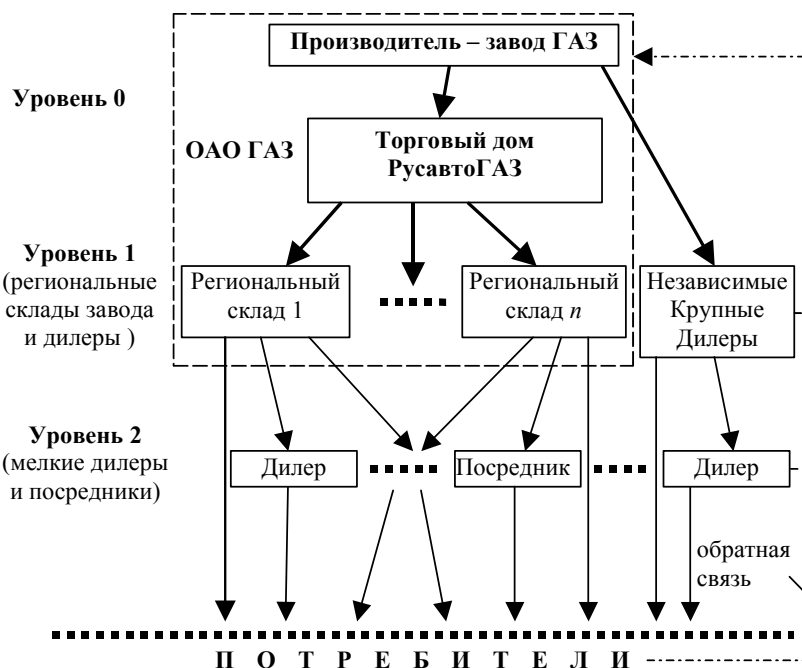 Производитель – завод ГАЗ
Уровень 0
ОАО ГАЗ
Торговый дом
РусавтоГАЗ
Уровень 1
(региональные
склады завода
и дилеры )
Региональный
склад 1
Региональный
склад n
Независимые
Крупные
Дилеры
Уровень 2
(мелкие дилеры
и посредники)
Дилер
Посредник
Дилер
обратная
связь
П О Т Р Е Б И Т Е Л И